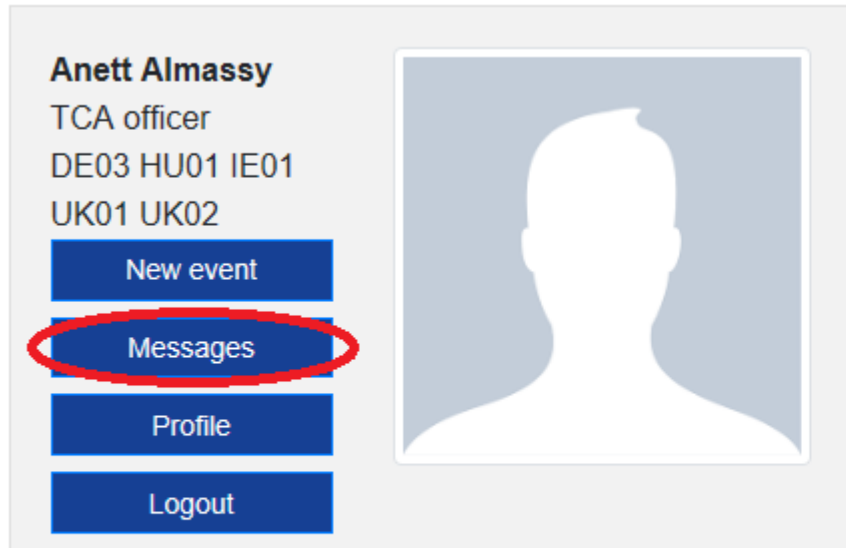 Anett Almassy
TCA officer
DE03 HU01 IE01
UK01 UK02
New event
Messages
Profile
Logout